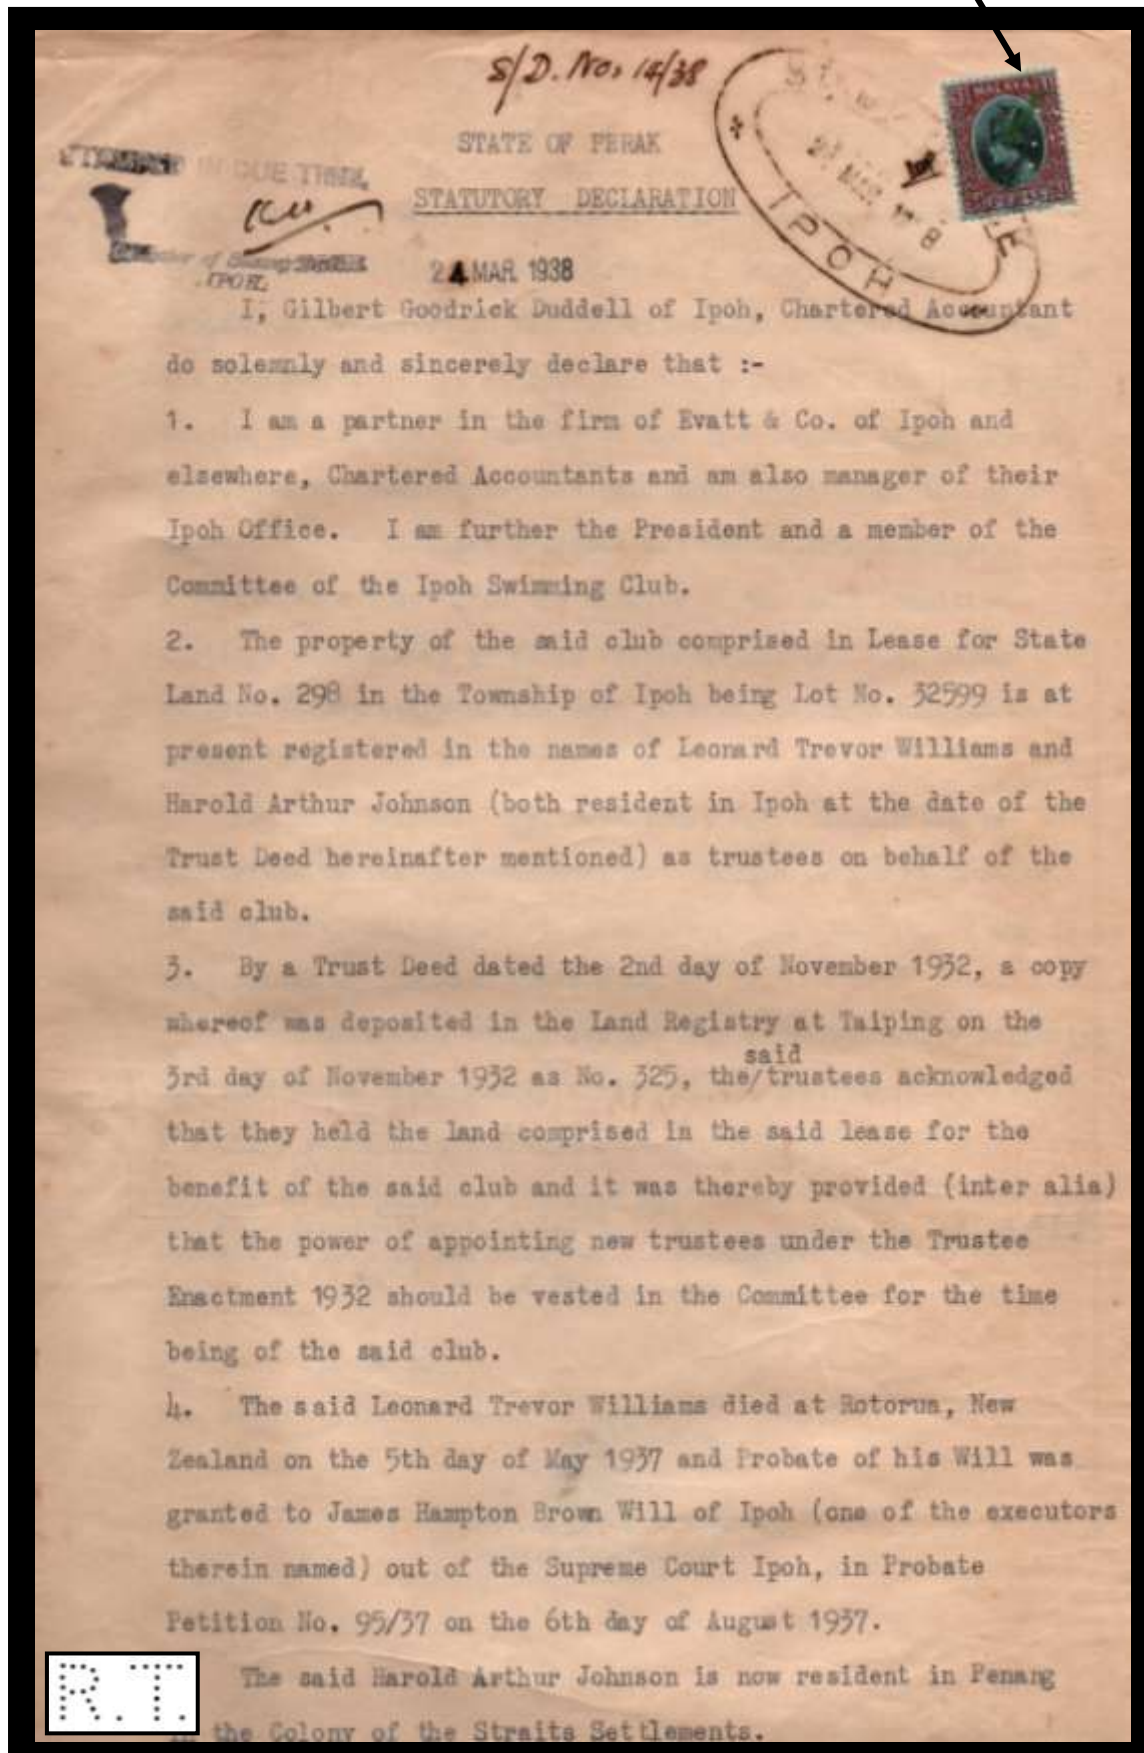 S/D. No. 14/38
STATE OF PERAK
IN DUE TIME,
STATUTORY DECLARATION
of
IPOH.
24 MAR 1938
IPOH
I, Gilbert Goodrick Duddell of Ipoh, Chartered Accountant
do solemnly and sincerely declare that :-
1. I am a partner in the firm of Evatt & Co. of Ipoh and
elsewhere, Chartered Accountants and am also manager of their
Ipoh Office. I am further the President and a member of the
Committee of the Ipoh Swimming Club.
2. The property of the said club comprised in Lease for State
Land No. 298 in the Township of Ipoh being Lot No. 32599 is at
present registered in the names of Leonard Trevor Williams and
Harold Arthur Johnson (both resident in Ipoh at the date of the
Trust Deed hereinafter mentioned) as trustees on behalf of the
said club.
3. By a Trust Deed dated the 2nd day of November 1932, a copy
whereof was deposited in the Land Registry at Taiping on the
said
3rd day of November 1932 as No. 325, the/trustees acknowledged
that they held the land comprised in the said lease for the
benefit of the said club and it was thereby provided (inter alia)
that the power of appointing new trustees under the Trustee
Enactment 1932 should be vested in the Committee for the time
being of the said club.
4. The said Leonard Trevor Williams died at Rotorua, New
Zealand on the 5th day of May 1937 and Probate of his Will was
granted to James Hampton Brown Will of Ipoh (one of the executors
therein named) out of the Supreme Court Ipoh, in Probate
Petition No. 95/37 on the 6th day of August 1937.
The said Harold Arthur Johnson is now resident in Penang
in the Colony of the Straits Settlements.
R.T.